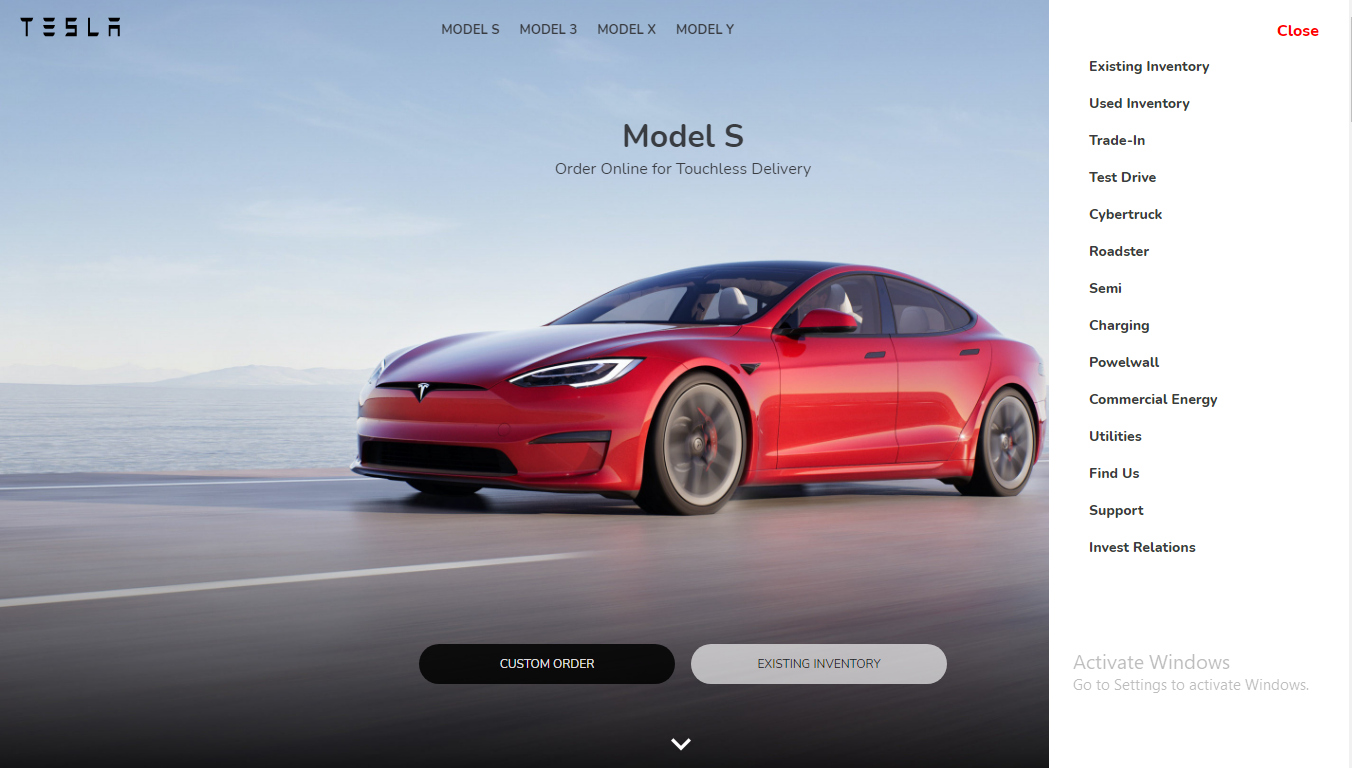 TESLA
MODEL S MODEL 3 MODEL X MODEL Y
Model S
Order Online for Touchless Delivery
CUSTOM ORDER
EXISTING INVENTORY
Close
Existing Inventory
Used Inventory
Trade-In
Test Drive
Cybertruck
Roadster
Semi
Charging
Powelwall
Commercial Energy
Utilities
Find Us
Support
Invest Relations
Activate Windows
Go to Settings to activate Windows.